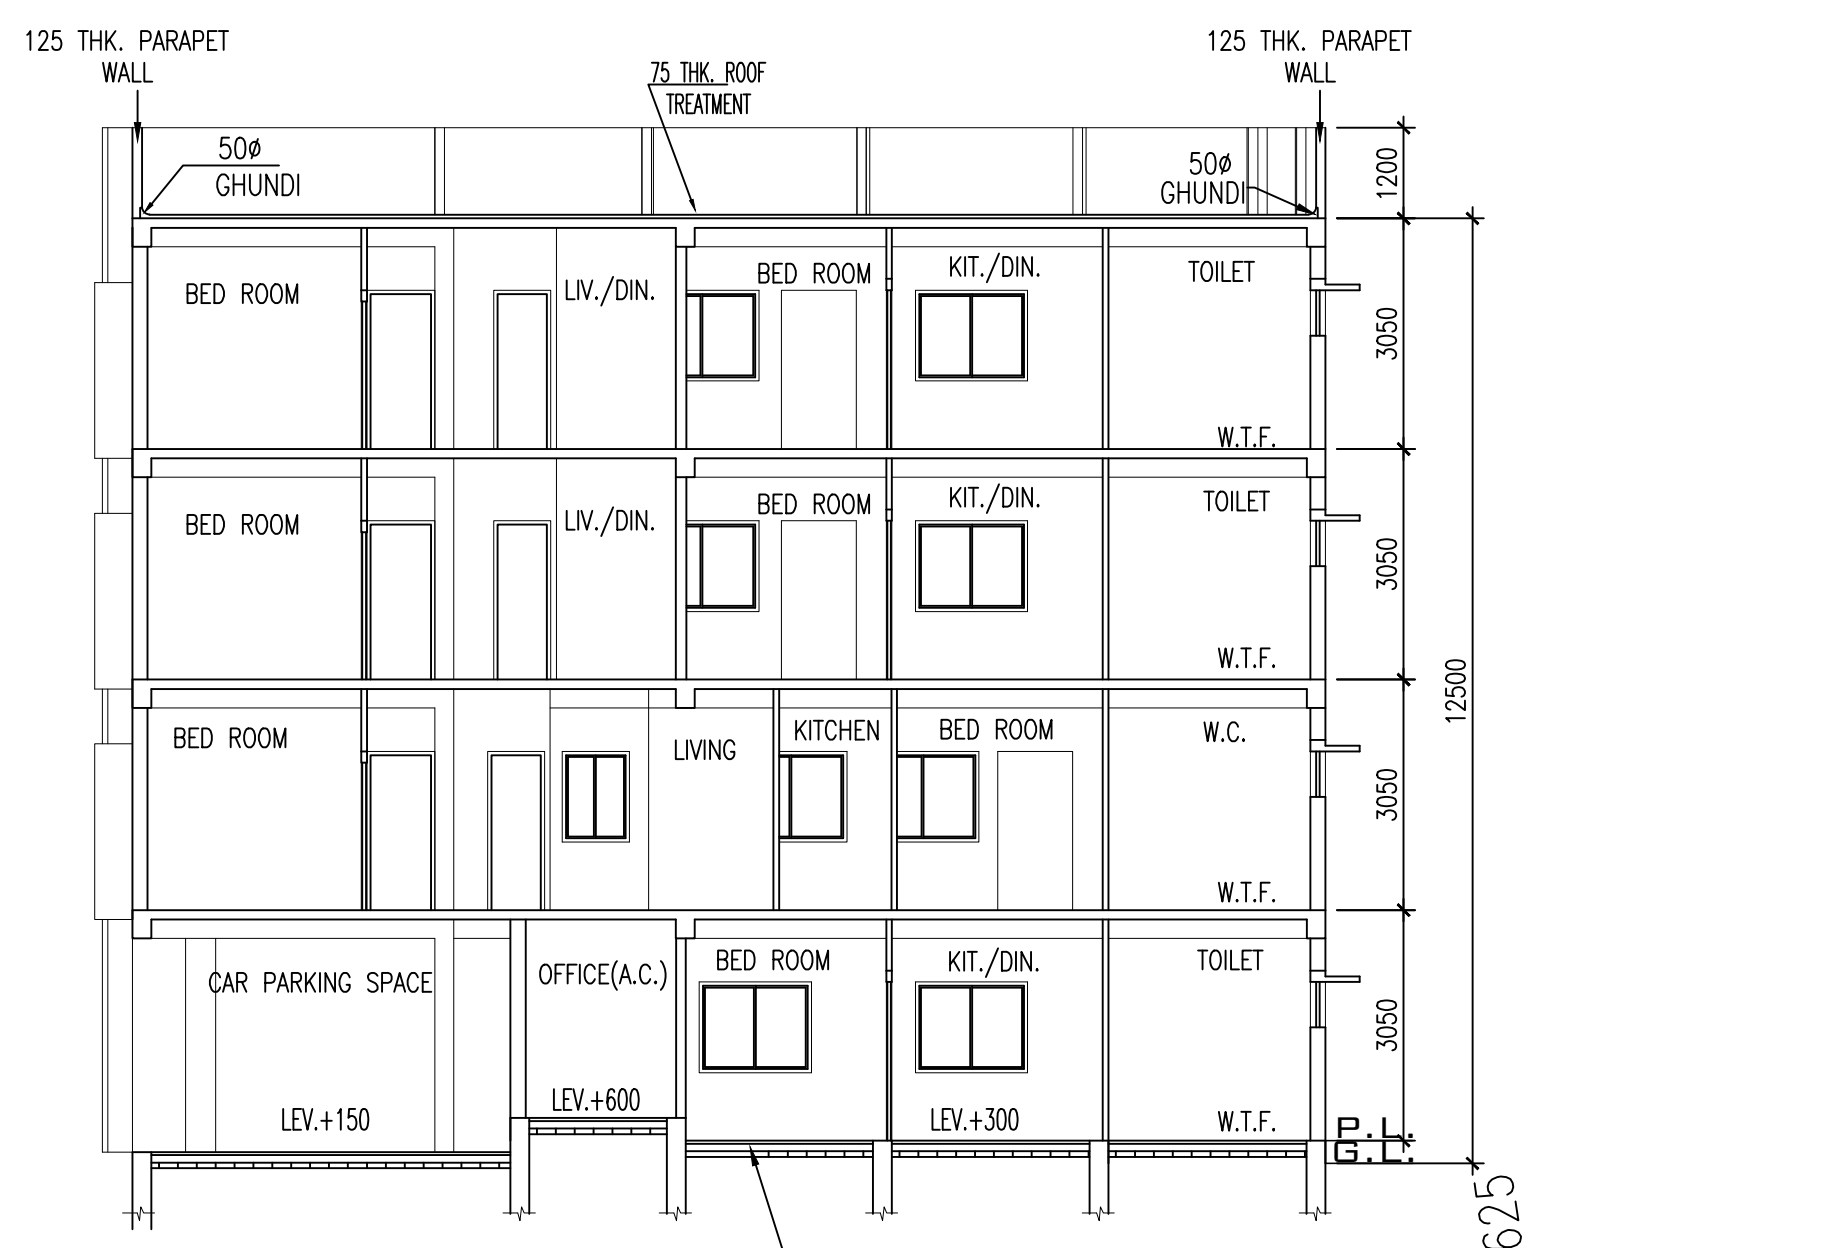 125 THK. PARAPET
WALL
125 THK. PARAPET
WALL
75 THK. ROOF
TREATMENT
50ø
GHUNDI
50ø
GHUNDI
1200
BED ROOM
LIV./DIN.
BED ROOM
KIT./DIN.
TOILET
3050
W.T.F.
BED ROOM
LIV./DIN.
BED ROOM
KIT./DIN.
TOILET
3050
W.T.F.
12500
BED ROOM
LIVING
KITCHEN
BED ROOM
W.C.
3050
W.T.F.
CAR PARKING SPACE
OFFICE(A.C.)
BED ROOM
KIT./DIN.
TOILET
3050
LEV.+150
LEV.+600
LEV.+300
W.T.F.
P.L.
G.L.
625